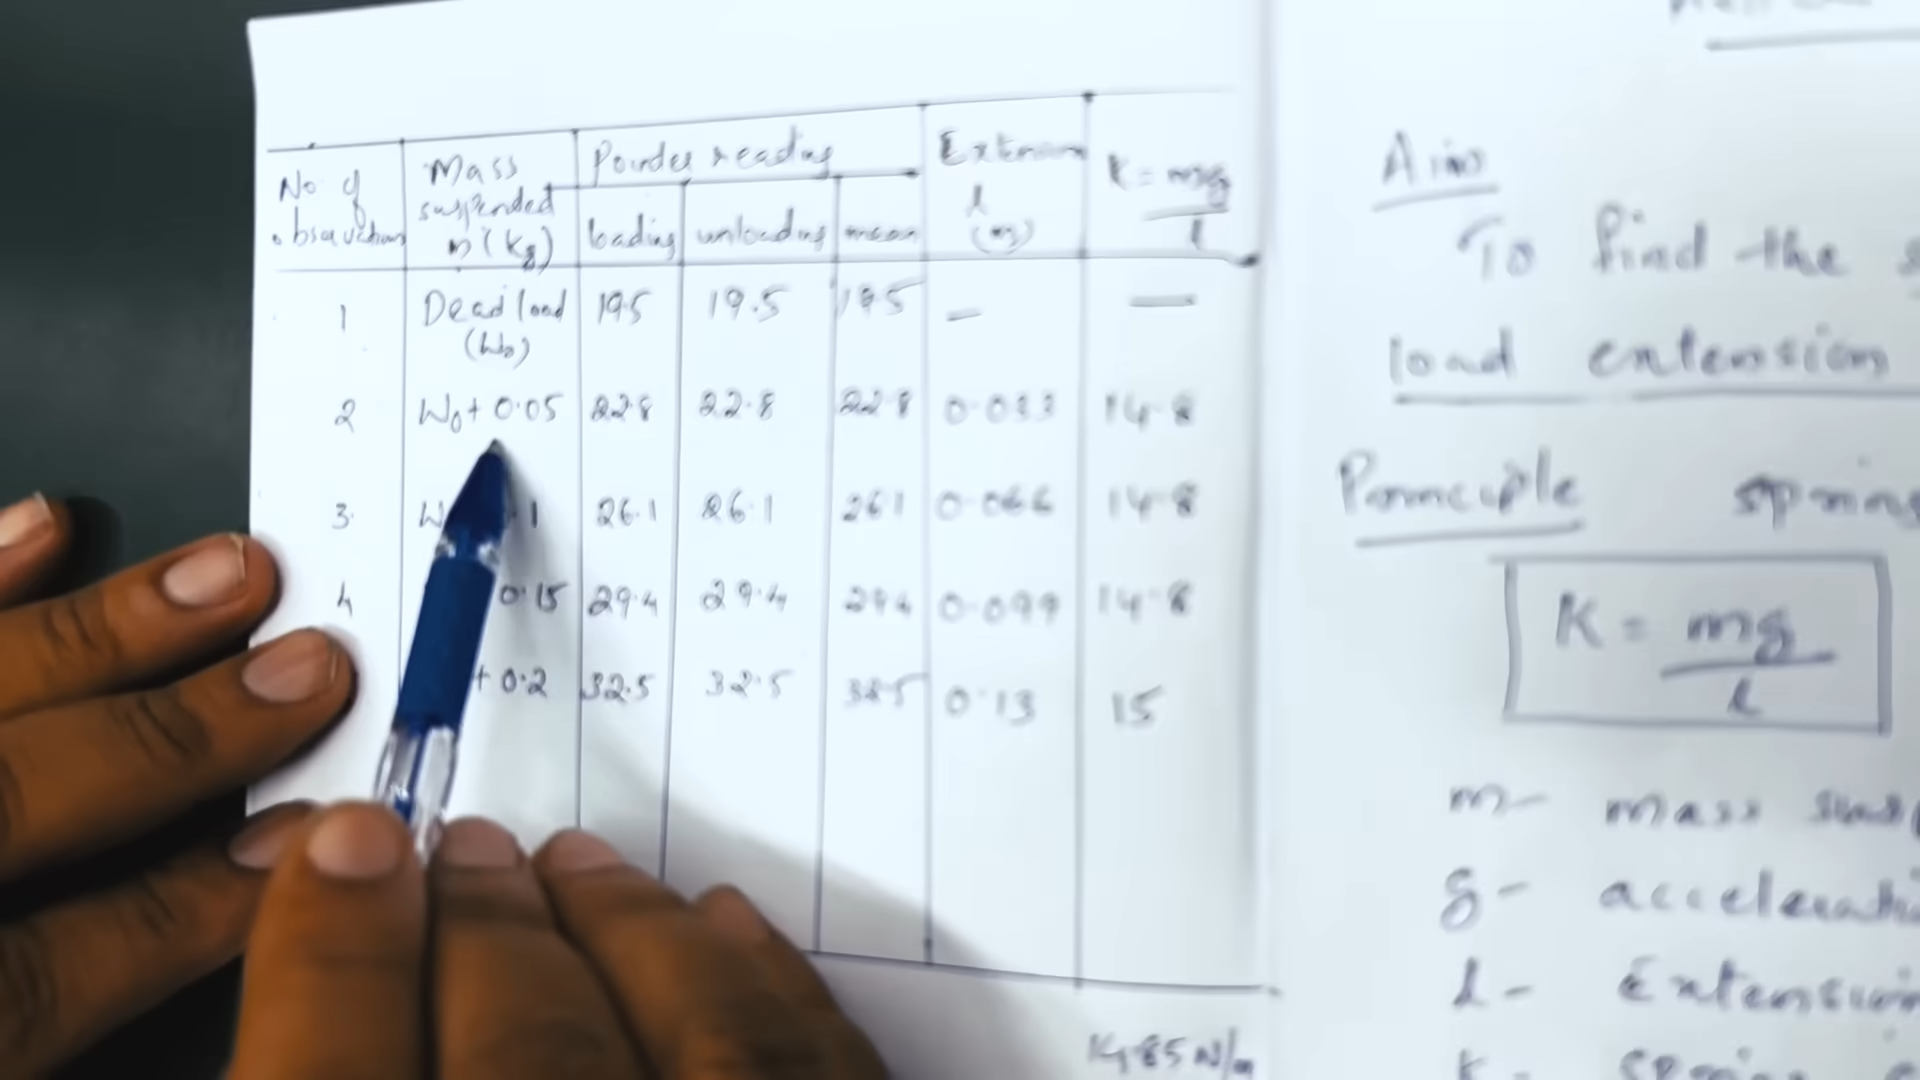 No. of observation | Mass suspended m (kg) | Pointer reading | Extension l (m) | K = mg / l
loading | unloading | mean
1 | Dead load (W0) | 19.5 | 19.5 | 19.5 | — | —
2 | W0 + 0.05 | 22.8 | 22.8 | 22.8 | 0.033 | 14.8
3 | 26.1 | 26.1 | 26.1 | 0.066 | 14.8
4 | 0.15 | 29.4 | 29.4 | 29.4 | 0.099 | 14.8
+ 0.2 | 32.5 | 32.5 | 32.5 | 0.13 | 15
14.85 N/m
Aim
To find the
load extension
Principle spring
K = mg / l
m - mass
g -
l - Extension
k - spring